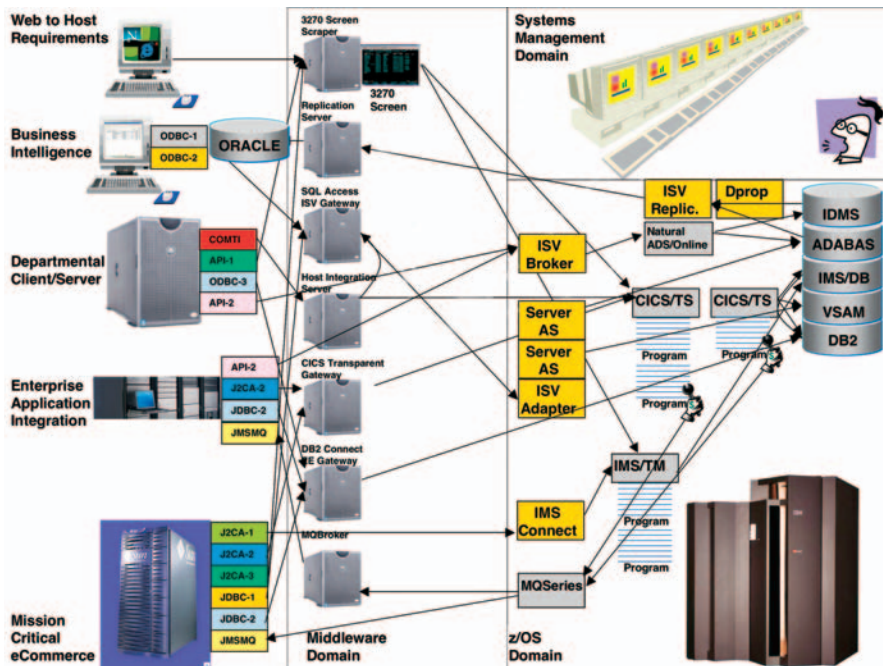 Web to Host
Requirements
3270 Screen
Scraper
3270
Screen
Systems
Management
Domain
Business
Intelligence
ODBC-1
ODBC-2
ORACLE
Replication
Server
SQL Access
ISV Gateway
ISV
Replic.
Dprop
IDMS
ADABAS
IMS/DB
VSAM
DB2
Natural
ADS/Online
Departmental
Client/Server
COMTI
API-1
ODBC-3
API-2
Host Integration
Server
ISV
Broker
Server
AS
Server
AS
ISV
Adapter
CICS/TS
Program
Program
CICS/TS
Program
Enterprise
Application
Integration
API-2
J2CA-2
JDBC-2
JMSMQ
CICS Transparent
Gateway
DB2 Connect
EE Gateway
IMS/TM
Program
Program
IMS
Connect
MQBroker
MQSeries
J2CA-1
J2CA-2
J2CA-3
JDBC-1
JDBC-2
JMSMQ
Mission
Critical
eCommerce
Middleware
Domain
z/OS
Domain